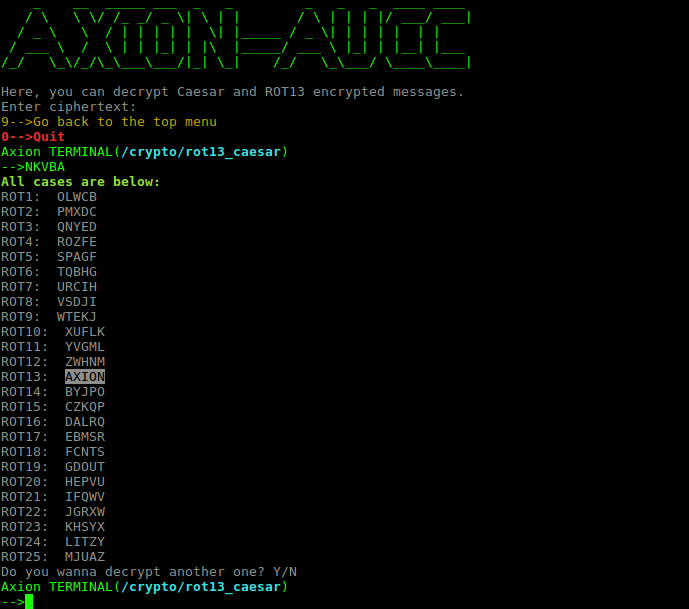 AXION-AUCC
Here, you can decrypt Caesar and ROT13 encrypted messages.
Enter ciphertext:
9-->Go back to the top menu
0-->Quit
Axion TERMINAL(/crypto/rot13_caesar)
-->NKVBA
All cases are below:
ROT1: OLWCB
ROT2: PMXDC
ROT3: QNYED
ROT4: ROZFE
ROT5: SPAGF
ROT6: TQBHG
ROT7: URCIH
ROT8: VSDJI
ROT9: WTEKJ
ROT10: XUFLK
ROT11: YVGML
ROT12: ZWHNM
ROT13: AXION
ROT14: BYJPO
ROT15: CZKQP
ROT16: DALRQ
ROT17: EBMSR
ROT18: FCNTS
ROT19: GDOUT
ROT20: HEPVU
ROT21: IFQWV
ROT22: JGRXW
ROT23: KHSYX
ROT24: LITZY
ROT25: MJUAZ
Do you wanna decrypt another one? Y/N
Axion TERMINAL(/crypto/rot13_caesar)
-->